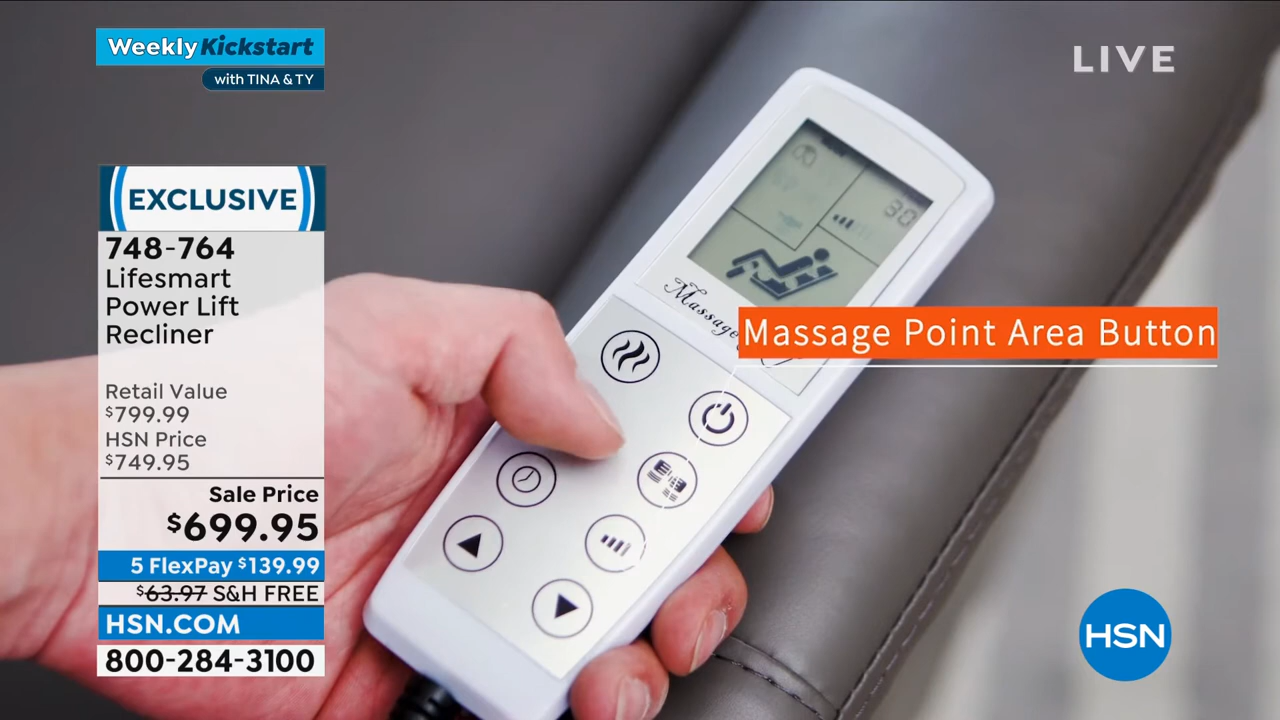 Weekly Kickstart
with TINA & TY
LIVE
EXCLUSIVE
748-764
Lifesmart
Power Lift
Recliner
Retail Value
$799.99
HSN Price
$749.95
Sale Price
$699.95
5 FlexPay $139.99
$63.97 S&H FREE
HSN.COM
800-284-3100
30
Massage
Massage Point Area Button
HSN